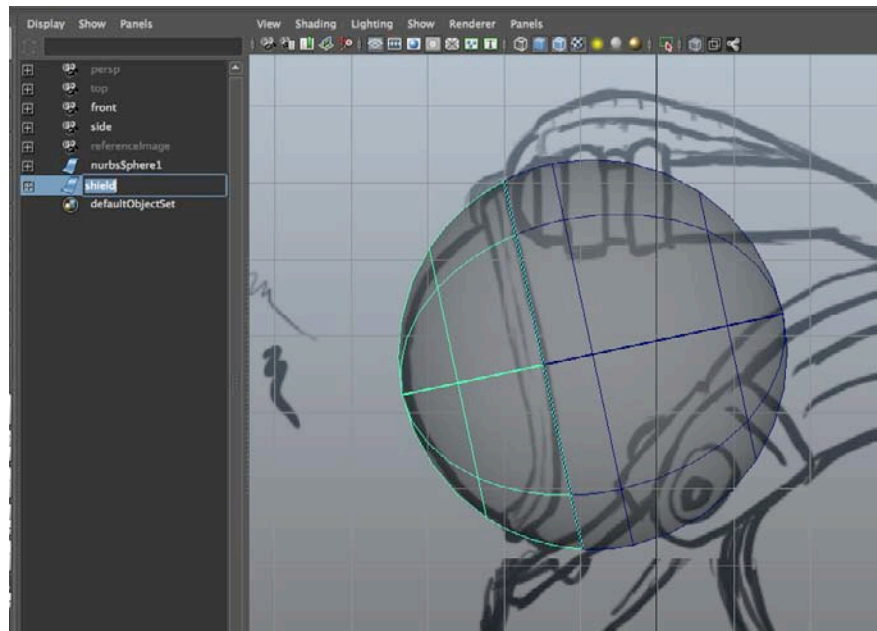 Display Show Panels
View Shading Lighting Show Renderer Panels
persp
top
front
side
referenceImage
nurbsSphere1
shield
defaultObjectSet